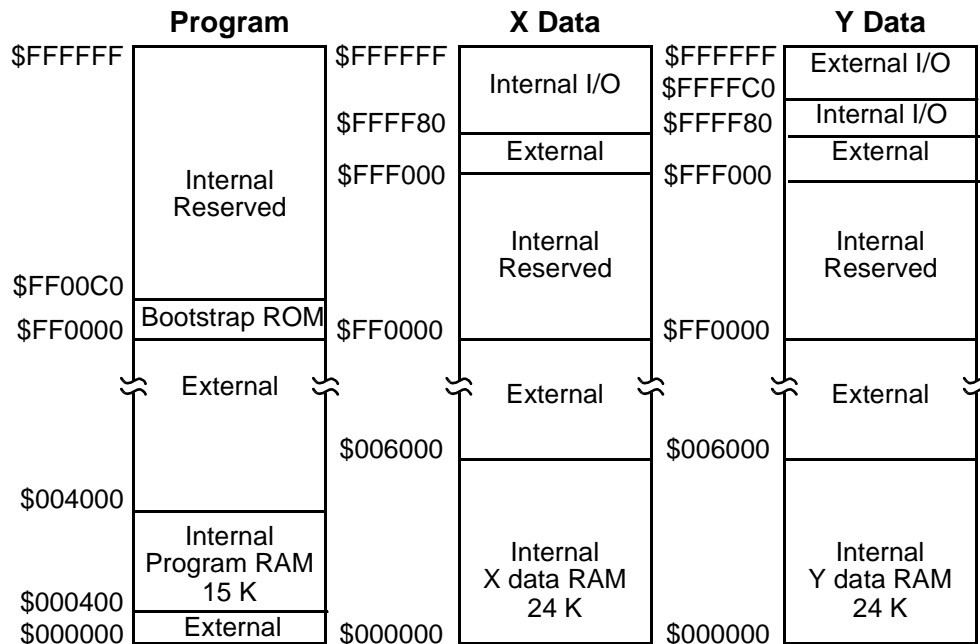 Program
$FFFFFF
Internal
Reserved
$FF00C0
Bootstrap ROM
$FF0000
External
$004000
Internal
Program RAM
15 K
$000400
External
$000000
X Data
$FFFFFF
Internal I/O
$FFFF80
External
$FFF000
Internal
Reserved
$FF0000
External
$006000
Internal
X data RAM
24 K
$000000
Y Data
$FFFFFF
External I/O
$FFFFC0
Internal I/O
$FFFF80
External
$FFF000
Internal
Reserved
$FF0000
External
$006000
Internal
Y data RAM
24 K
$000000